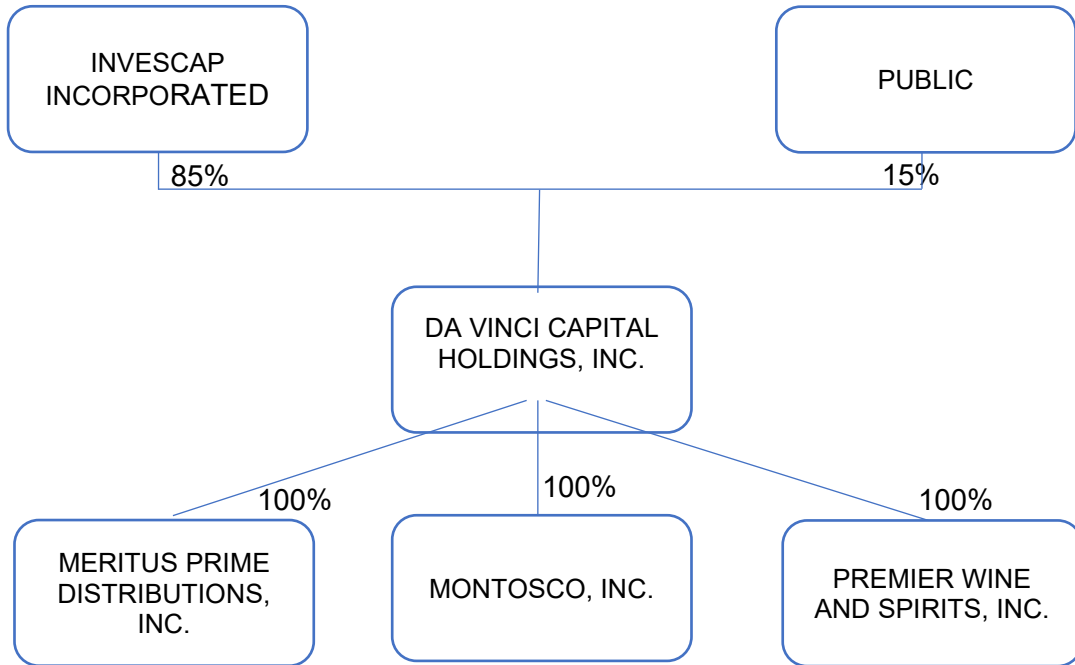 INVESCAP
INCORPORATED
PUBLIC
85%
15%
DA VINCI CAPITAL
HOLDINGS, INC.
100%
100%
100%
MERITUS PRIME
DISTRIBUTIONS,
INC.
MONTOSCO, INC.
PREMIER WINE
AND SPIRITS, INC.